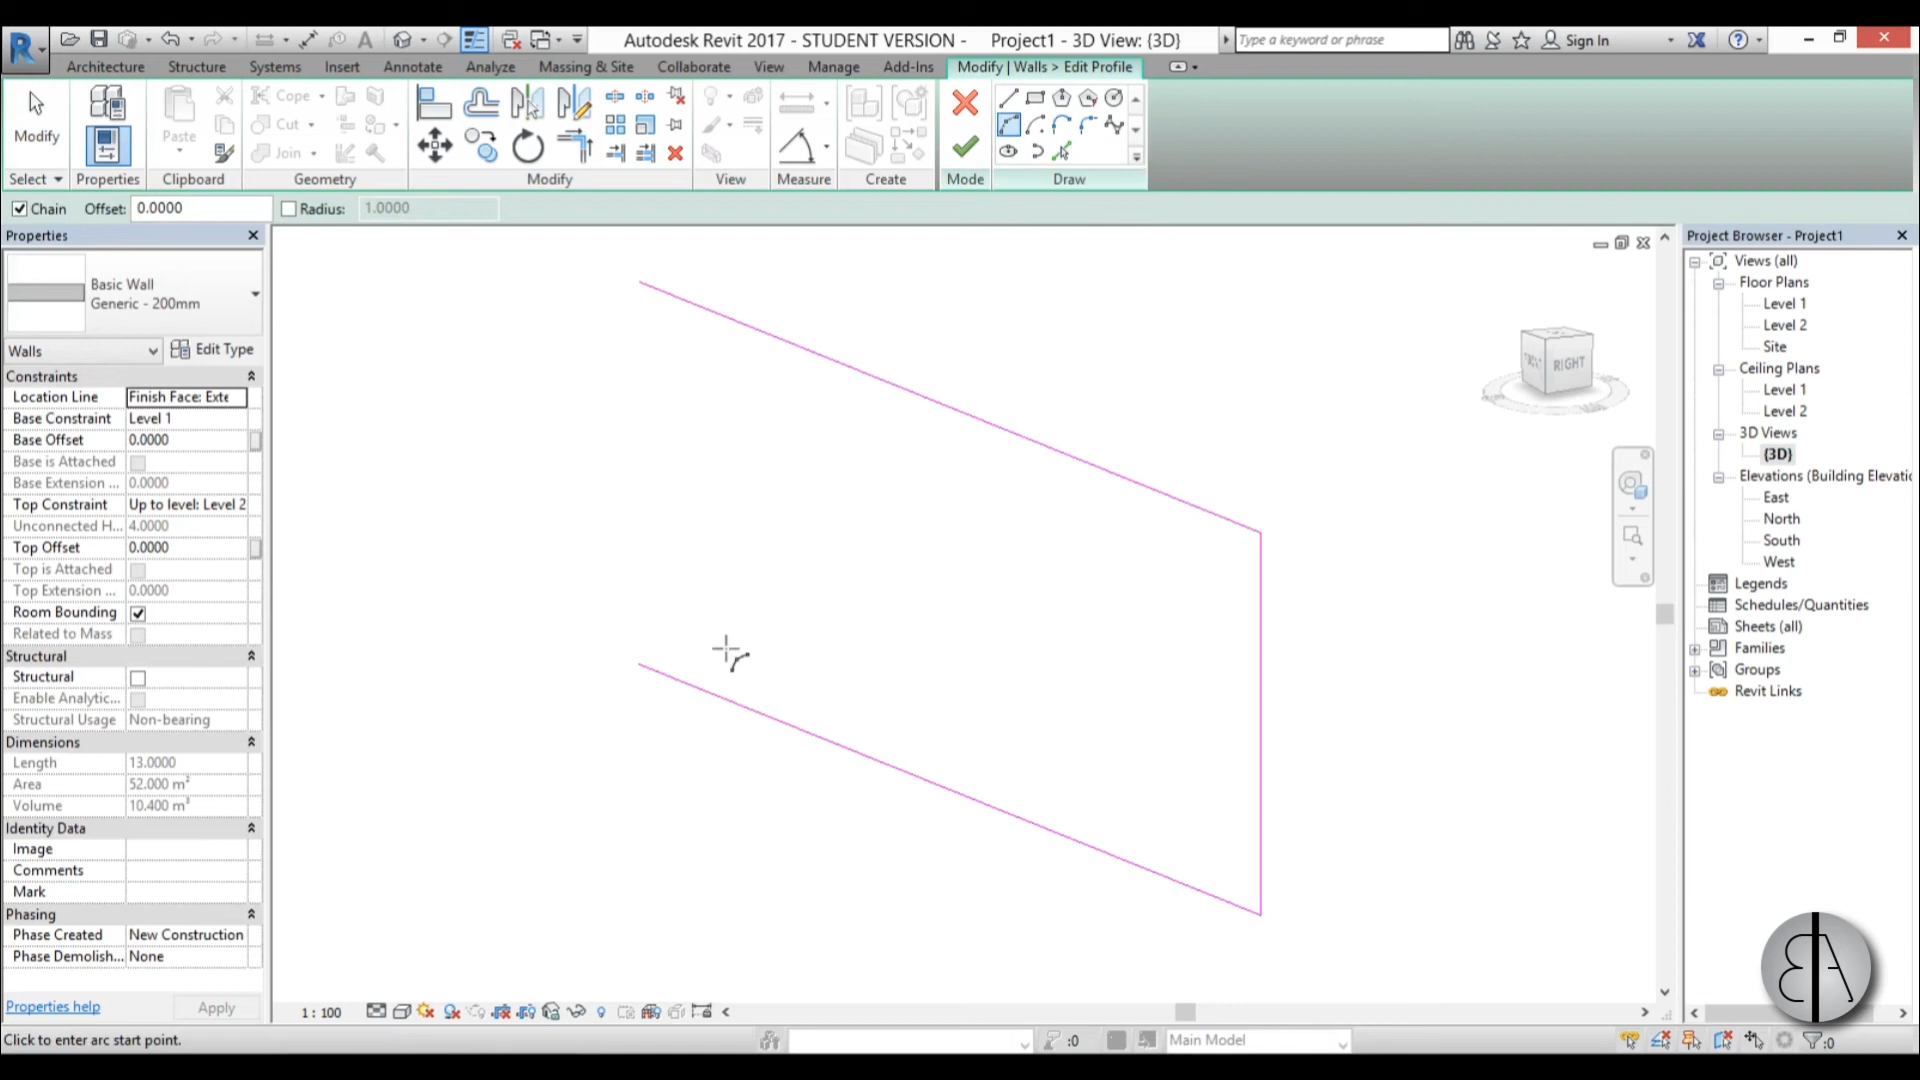 Autodesk Revit 2017 - STUDENT VERSION -    Project1 - 3D View: {3D}
Type a keyword or phrase
Sign In
Architecture Structure Systems Insert Annotate Analyze Massing & Site Collaborate View Manage Add-Ins Modify | Walls > Edit Profile
Modify
Paste
Cope
Cut
Join
Select Properties Clipboard Geometry Modify View Measure Create Mode Draw
Chain Offset: 0.0000 Radius: 1.0000
Properties
Basic Wall
Generic - 200mm
Walls Edit Type
Constraints
Location Line Finish Face: Exte
Base Constraint Level 1
Base Offset 0.0000
Base is Attached
Base Extension ... 0.0000
Top Constraint Up to level: Level 2
Unconnected H... 4.0000
Top Offset 0.0000
Top is Attached
Top Extension ... 0.0000
Room Bounding
Related to Mass
Structural
Structural
Enable Analytic...
Structural Usage Non-bearing
Dimensions
Length 13.0000
Area 52.000 m²
Volume 10.400 m³
Identity Data
Image
Comments
Mark
Phasing
Phase Created New Construction
Phase Demolish... None
Properties help Apply
RIGHT
1 : 100
Project Browser - Project1
Views (all)
Floor Plans
Level 1
Level 2
Site
Ceiling Plans
Level 1
Level 2
3D Views
{3D}
Elevations (Building Elevatio
East
North
South
West
Legends
Schedules/Quantities
Sheets (all)
Families
Groups
Revit Links
Click to enter arc start point.
:0
Main Model
:0